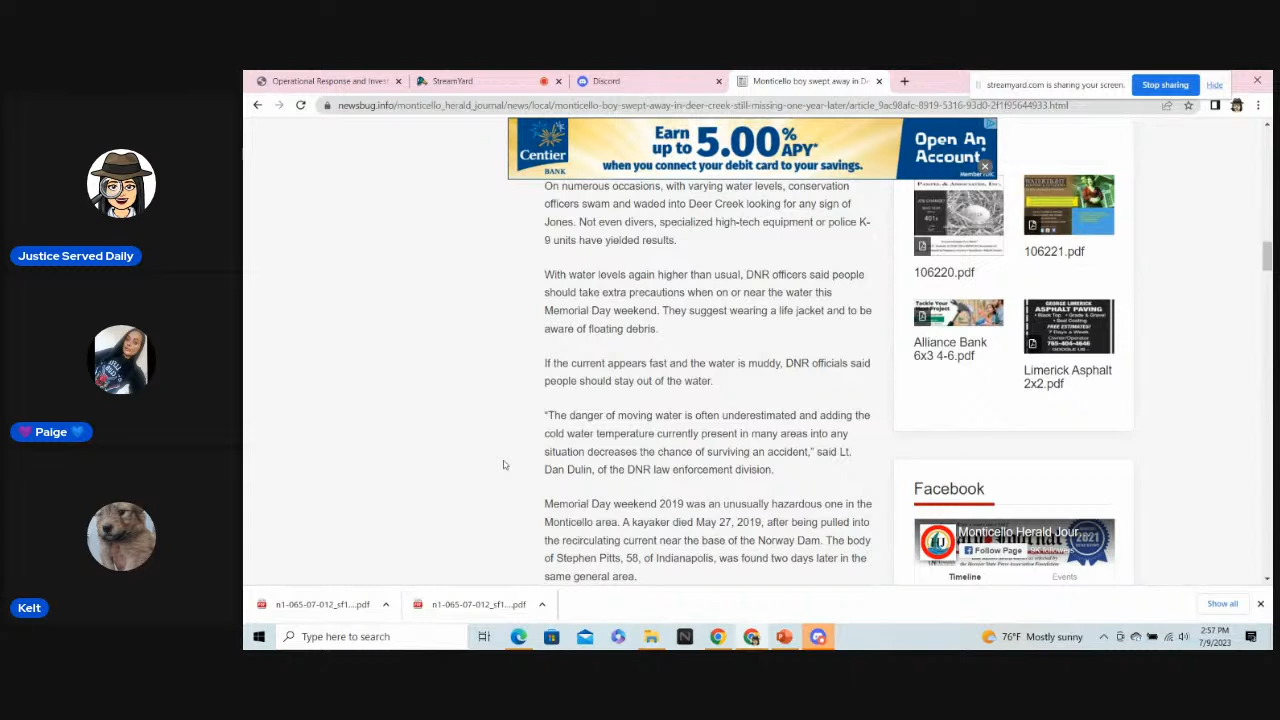 Operational Response and Inves
StreamYard
Discord
Monticello boy swept away in De
streamyard.com is sharing your screen.
Stop sharing
Hide
newsbug.info/monticello_herald_journal/news/local/monticello-boy-swept-away-in-deer-creek-still-missing-one-year-later/article_9ac98afc-8919-5316-93d0-2f1f95644933.html
Centier
BANK
Earn
up to 5.00% APY*
when you connect your debit card to your savings.
Open An
Account
On numerous occasions, with varying water levels, conservation
officers swam and waded into Deer Creek looking for any sign of
Jones. Not even divers, specialized high-tech equipment or police K-
9 units have yielded results.
With water levels again higher than usual, DNR officers said people
should take extra precautions when on or near the water this
Memorial Day weekend. They suggest wearing a life jacket and to be
aware of floating debris.
If the current appears fast and the water is muddy, DNR officials said
people should stay out of the water.
“The danger of moving water is often underestimated and adding the
cold water temperature currently present in many areas into any
situation decreases the chance of surviving an accident,” said Lt.
Dan Dulin, of the DNR law enforcement division.
Memorial Day weekend 2019 was an unusually hazardous one in the
Monticello area. A kayaker died May 27, 2019, after being pulled into
the recirculating current near the base of the Norway Dam. The body
of Stephen Pitts, 58, of Indianapolis, was found two days later in the
same general area.
106220.pdf
106221.pdf
Alliance Bank
6x3 4-6.pdf
GEORGE LIMERICK
ASPHALT PAVING
FREE ESTIMATES!
765-404-4646
Limerick Asphalt
2x2.pdf
Facebook
Monticello Herald Jour...
Follow Page
2021
Timeline
Events
Justice Served Daily
Paige
Kelt
n1-065-07-012_sf1....pdf
n1-065-07-012_sf1....pdf
Show all
Type here to search
76°F Mostly sunny
2:57 PM
7/9/2023